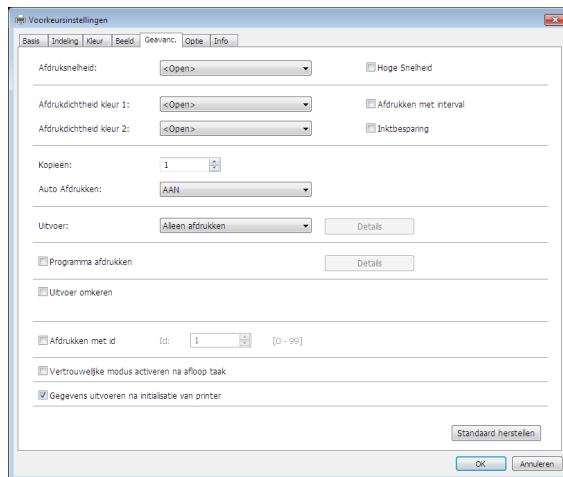 Voorkeursinstellingen
Basis Indeling Kleur Beeld Geavanc. Optie Info
Afdruksnelheid: <Open> Hoge Snelheid
Afdrukdichtheid kleur 1: <Open> Afdrukken met interval
Afdrukdichtheid kleur 2: <Open> Inktbesparing
Kopieën: 1
Auto Afdrukken: AAN
Uitvoer: Alleen afdrukken Details
Programma afdrukken Details
Uitvoer omkeren
Afdrukken met id Id: 1 [0 - 99]
Vertrouwelijke modus activeren na afloop taak
Gegevens uitvoeren na initialisatie van printer
Standaard herstellen
OK Annuleren